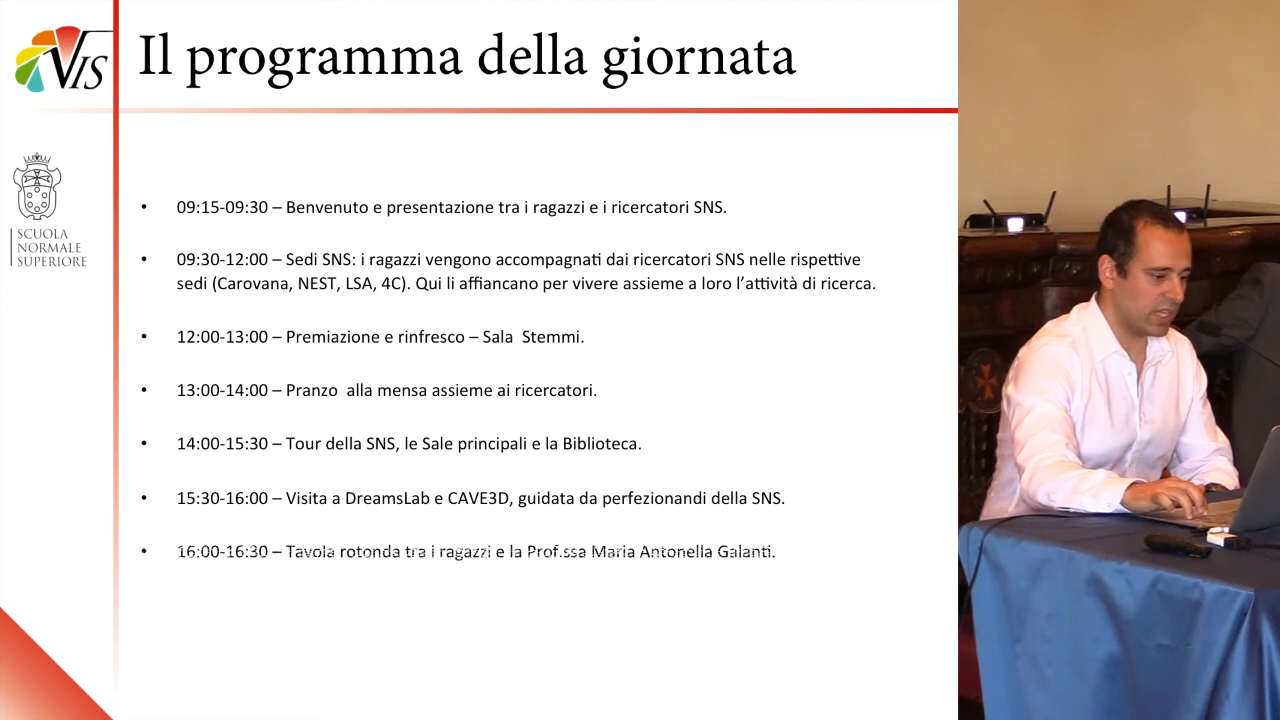 VIS
Il programma della giornata
SCUOLA
NORMALE
SUPERIORE
• 09:15-09:30 – Benvenuto e presentazione tra i ragazzi e i ricercatori SNS.
• 09:30-12:00 – Sedi SNS: i ragazzi vengono accompagnati dai ricercatori SNS nelle rispettive
sedi (Carovana, NEST, LSA, 4C). Qui li affiancano per vivere assieme a loro l’attività di ricerca.
• 12:00-13:00 – Premiazione e rinfresco – Sala  Stemmi.
• 13:00-14:00 – Pranzo  alla mensa assieme ai ricercatori.
• 14:00-15:30 – Tour della SNS, le Sale principali e la Biblioteca.
• 15:30-16:00 – Visita a DreamsLab e CAVE3D, guidata da perfezionandi della SNS.
• 16:00-16:30 – Tavola rotonda tra i ragazzi e la Prof.ssa Maria Antonella Galanti.